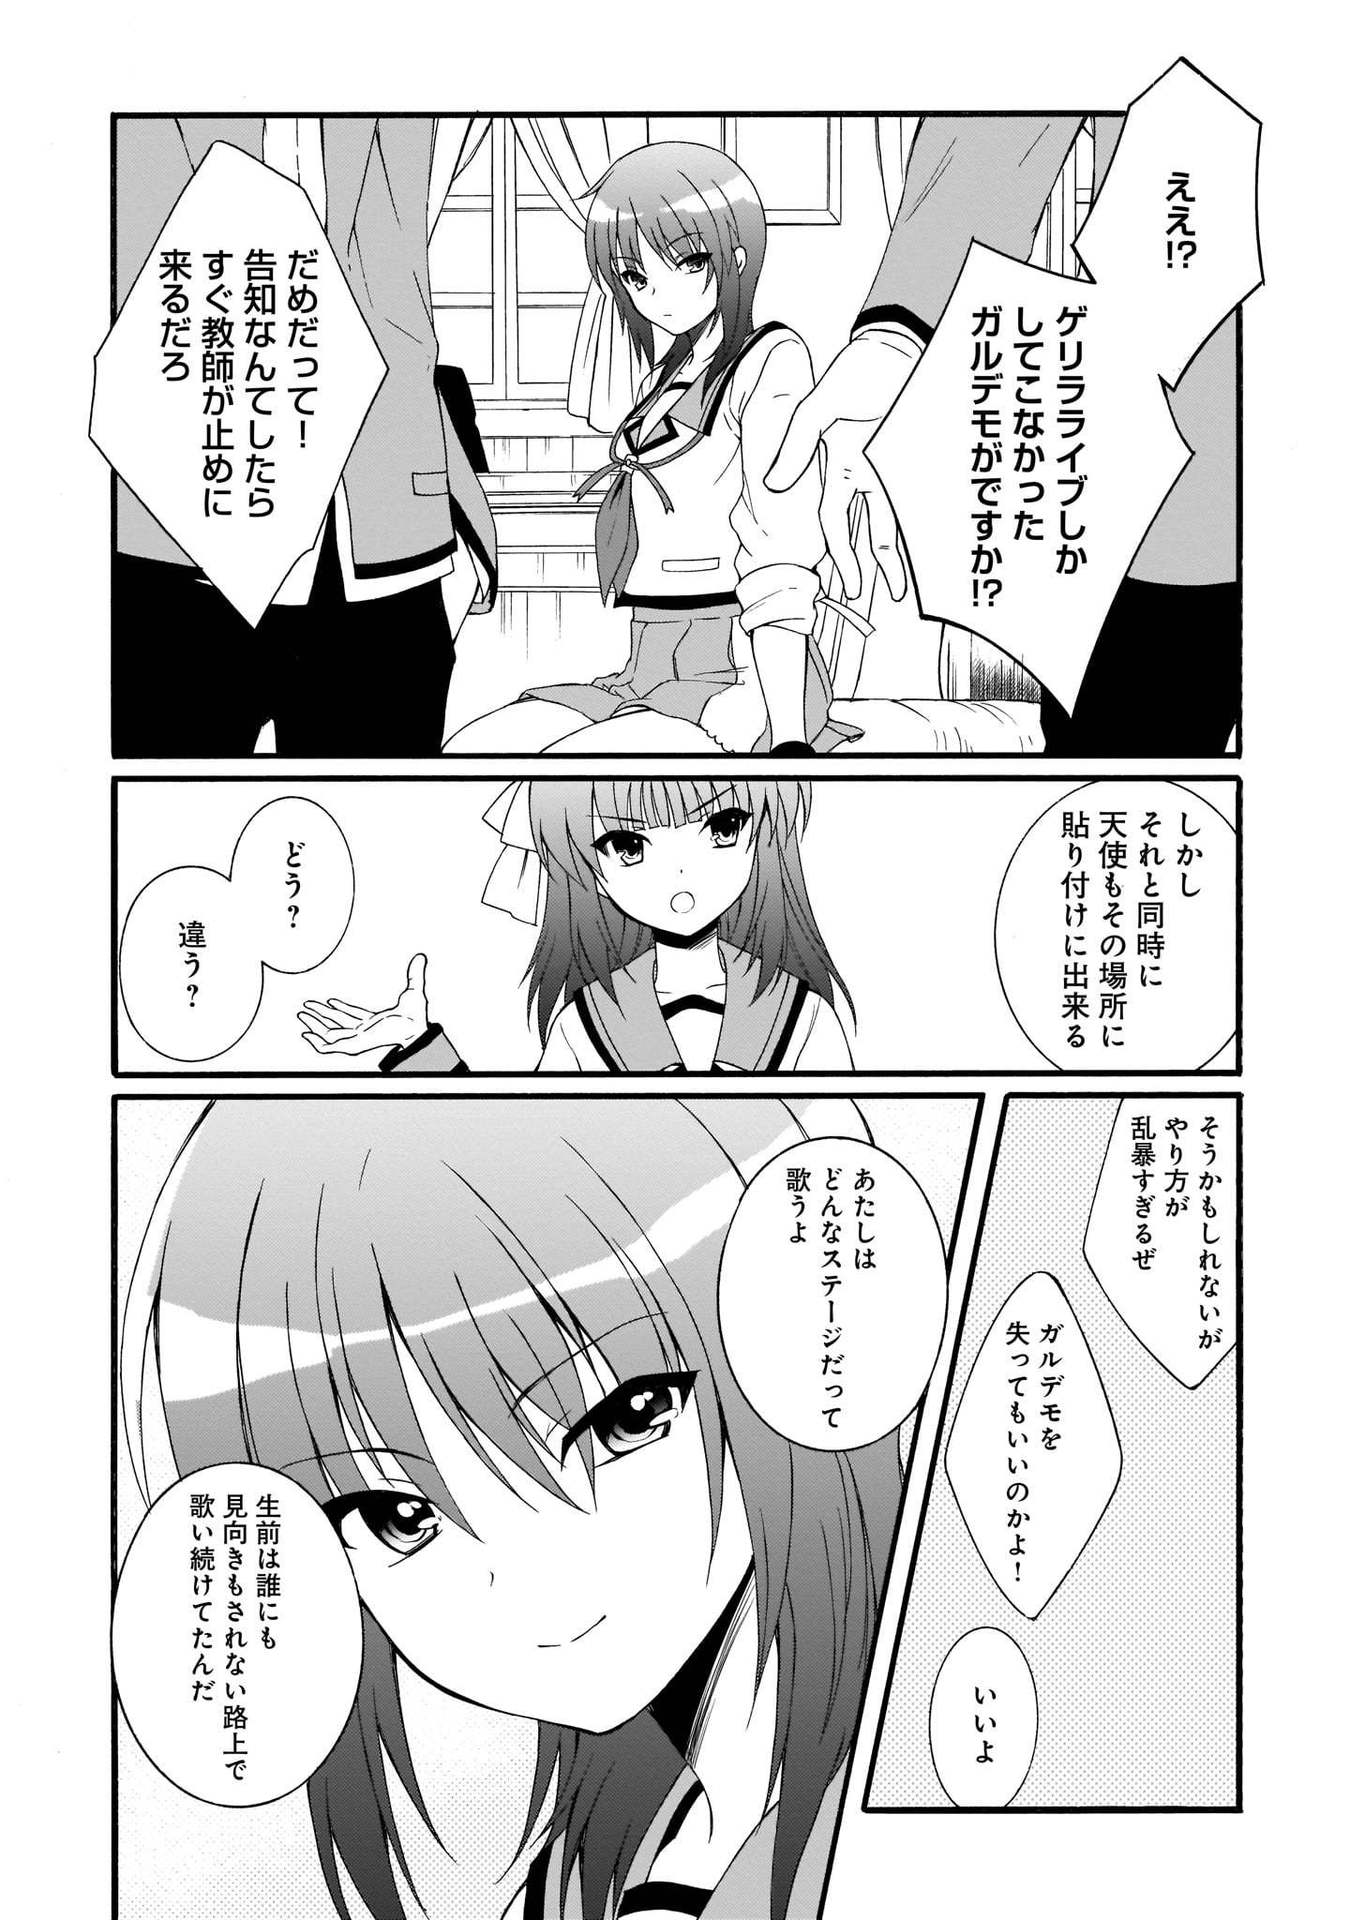 ええ!?
ゲリラライブしか
してこなかった
ガルデモがですか!?
だめだって！
告知なんてしたら
すぐ教師が止めに
来るだろ
しかし
それと同時に
天使もその場所に
貼り付けに出来る
どう？
違う？
そうかもしれないが
やり方が
乱暴すぎるぜ
ガルデモを
失ってもいいのかよ！
いいよ
あたしは
どんなステージだって
歌うよ
生前は誰にも
見向きもされない路上で
歌い続けてたんだ